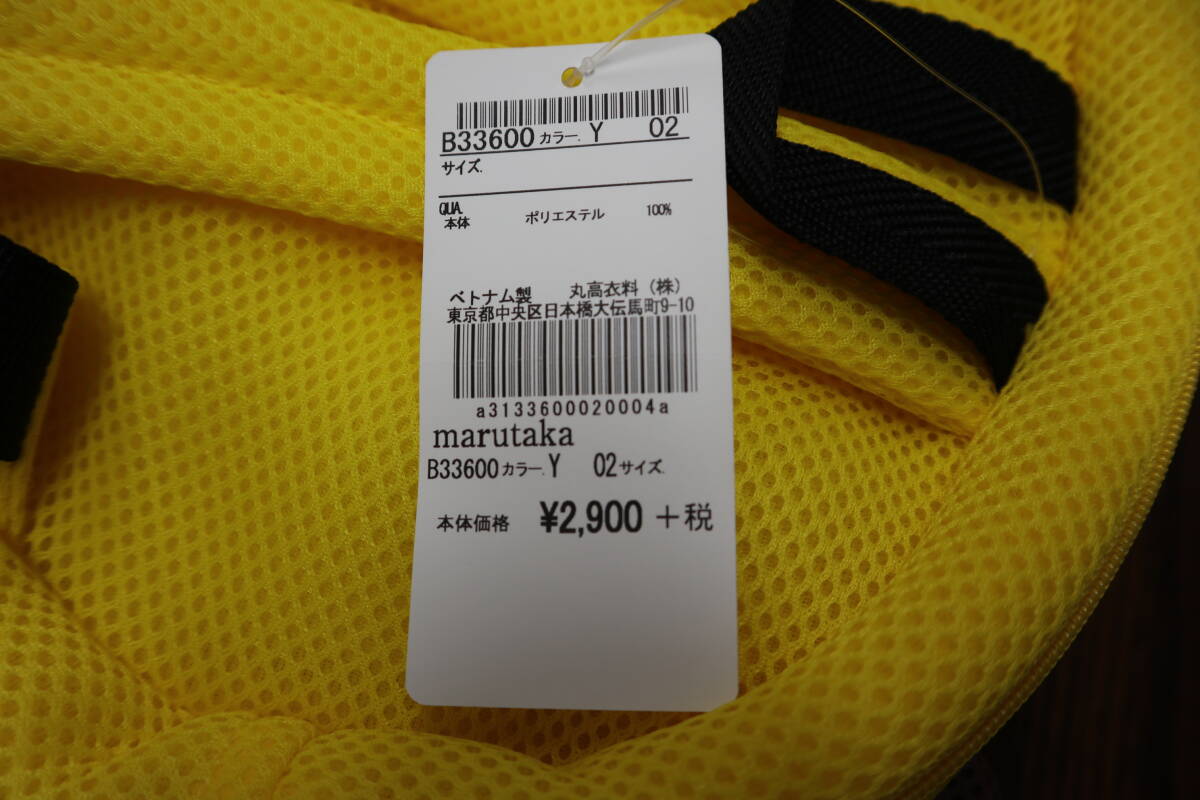 B33600 カラー. Y 02
サイズ.
QUA.
本体 ポリエステル 100%
ベトナム製 丸高衣料（株）
東京都中央区日本橋大伝馬町9-10
a3133600020004a
marutaka
B33600 カラー. Y 02 サイズ.
本体価格 ¥2,900 ＋税